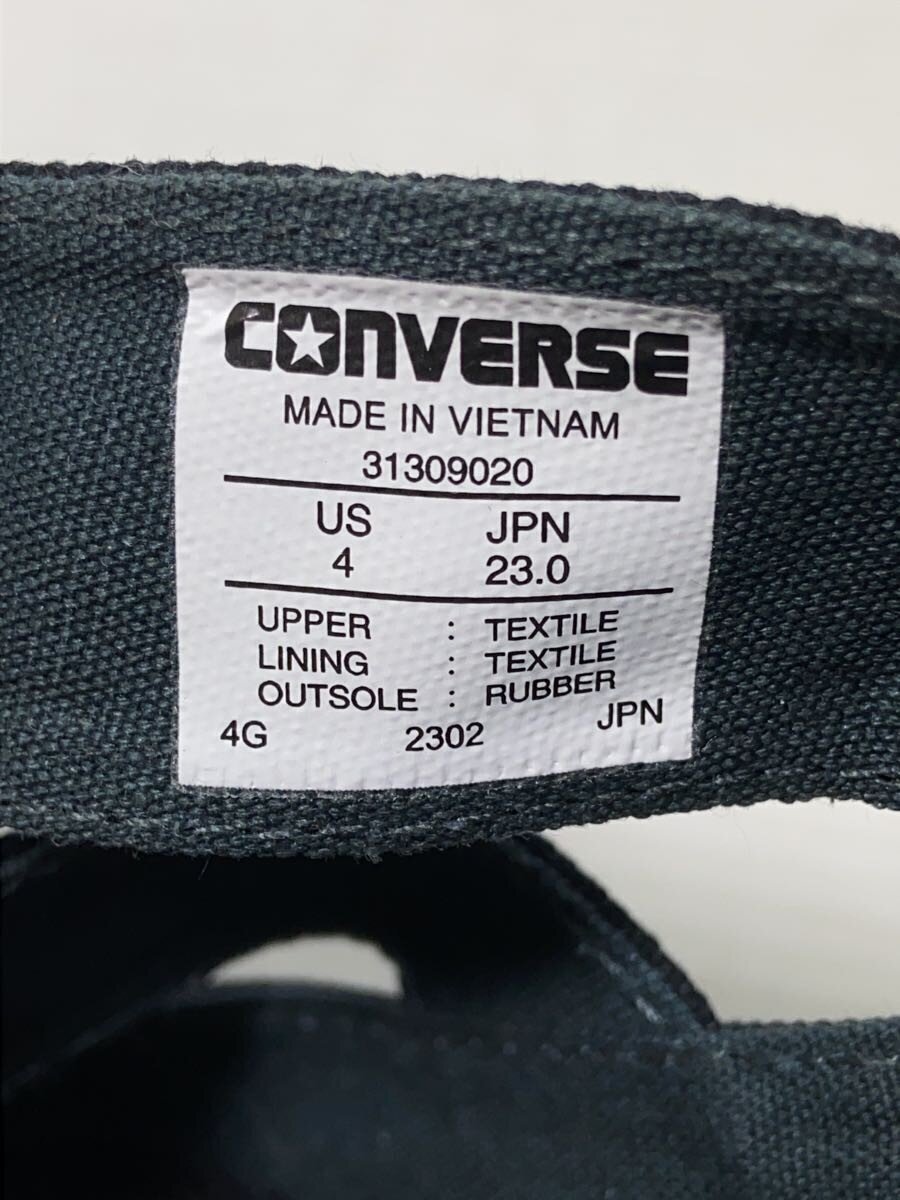 CONVERSE
MADE IN VIETNAM
31309020
US JPN
4 23.0
UPPER : TEXTILE
LINING : TEXTILE
OUTSOLE : RUBBER
4G 2302 JPN